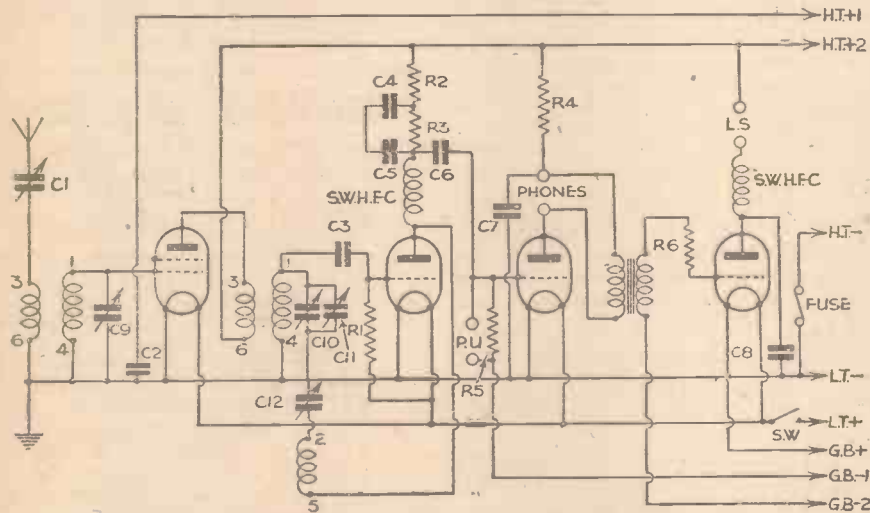 H.T.+1
H.T.+2
C4
R2
R4
L.S
C1
R3
C5
C6
S.W.H.F.C
PHONES
S.W.H.F.C
C7
C3
R6
H.T.-
3
1
3
1
FUSE
C9
R1
6
4
C2
6
4
C10
C11
P.U
R5
C8
L.T.-
C12
L.T.+
S.W
2
G.B+
G.B.-1
5
G.B-2